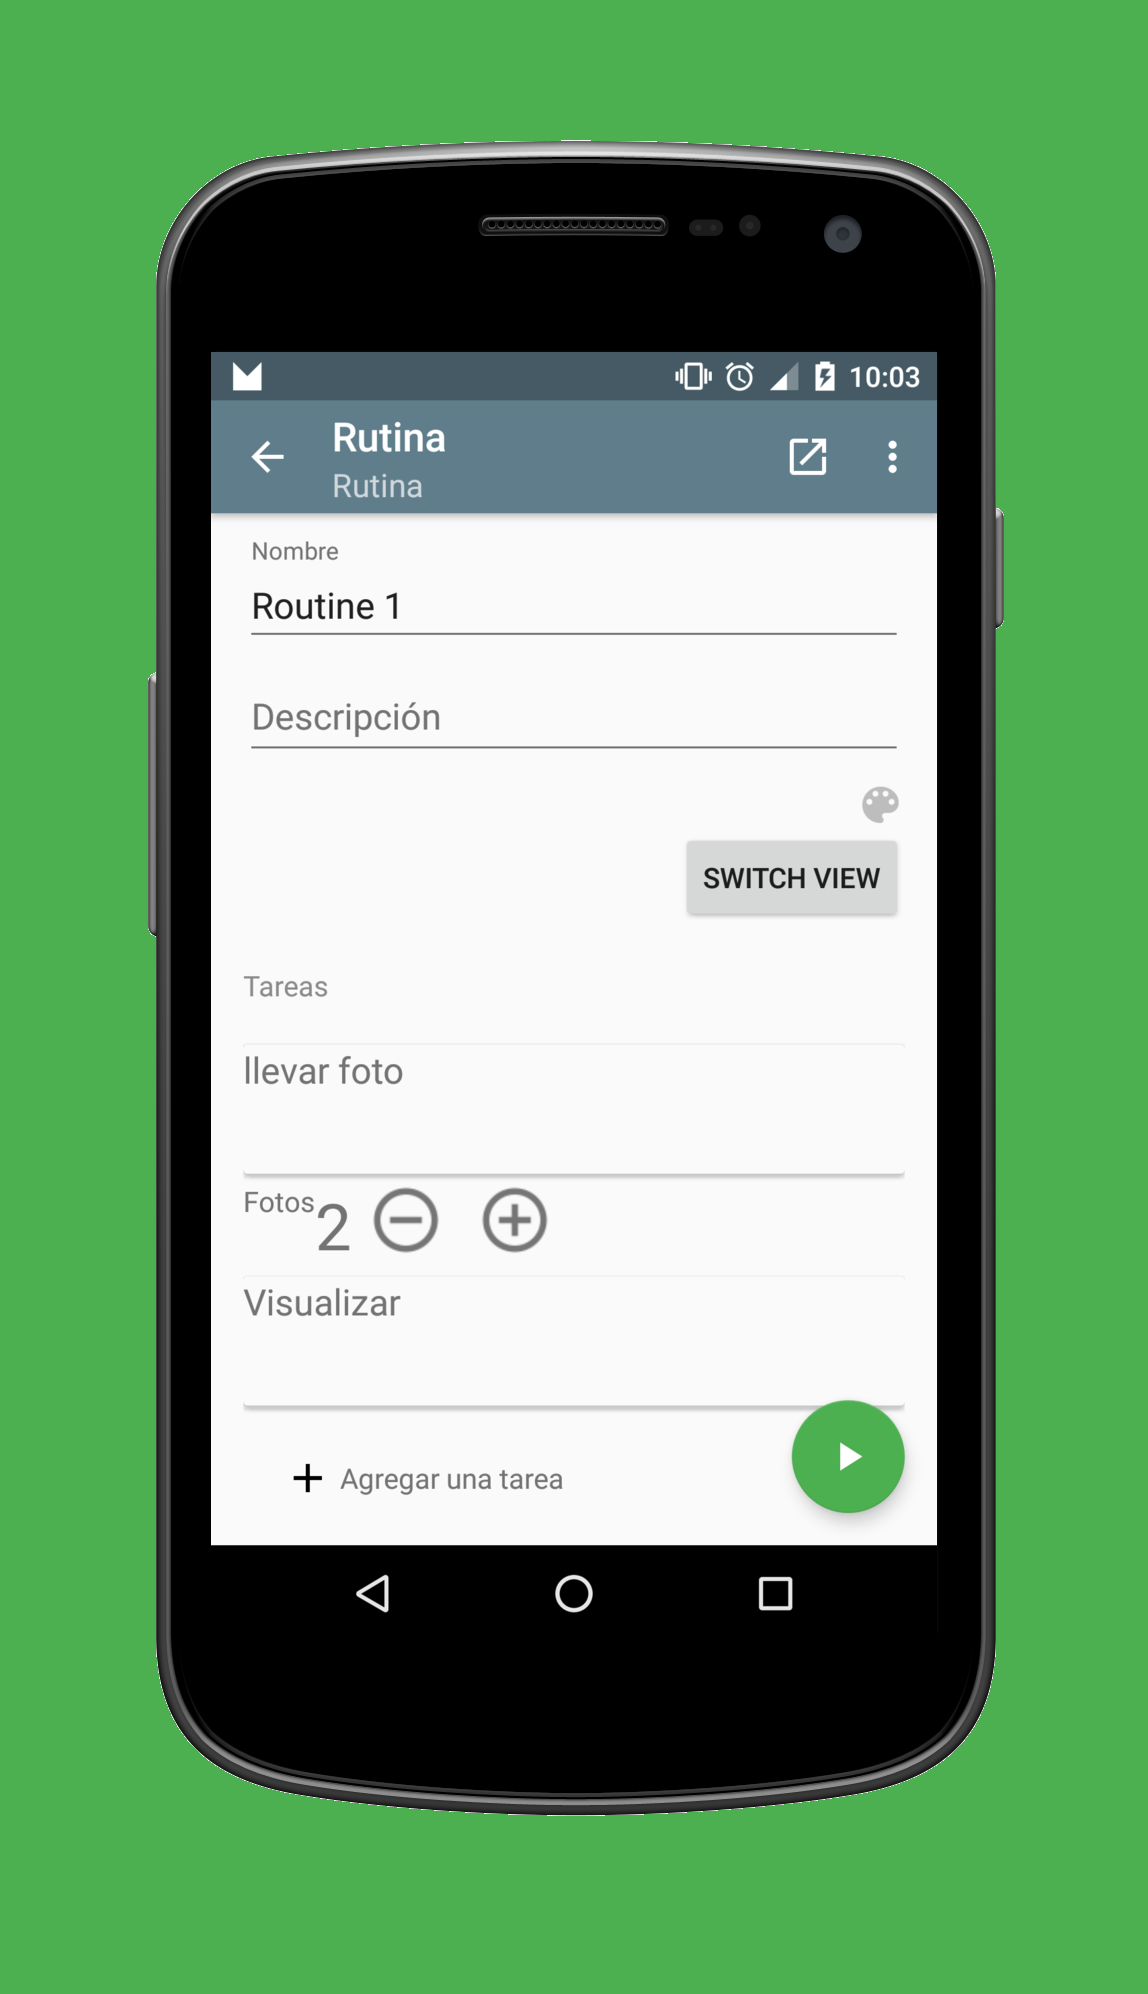 10:03
Rutina
Rutina
Nombre
Routine 1
Descripción
SWITCH VIEW
Tareas
llevar foto
Fotos 2
Visualizar
Agregar una tarea